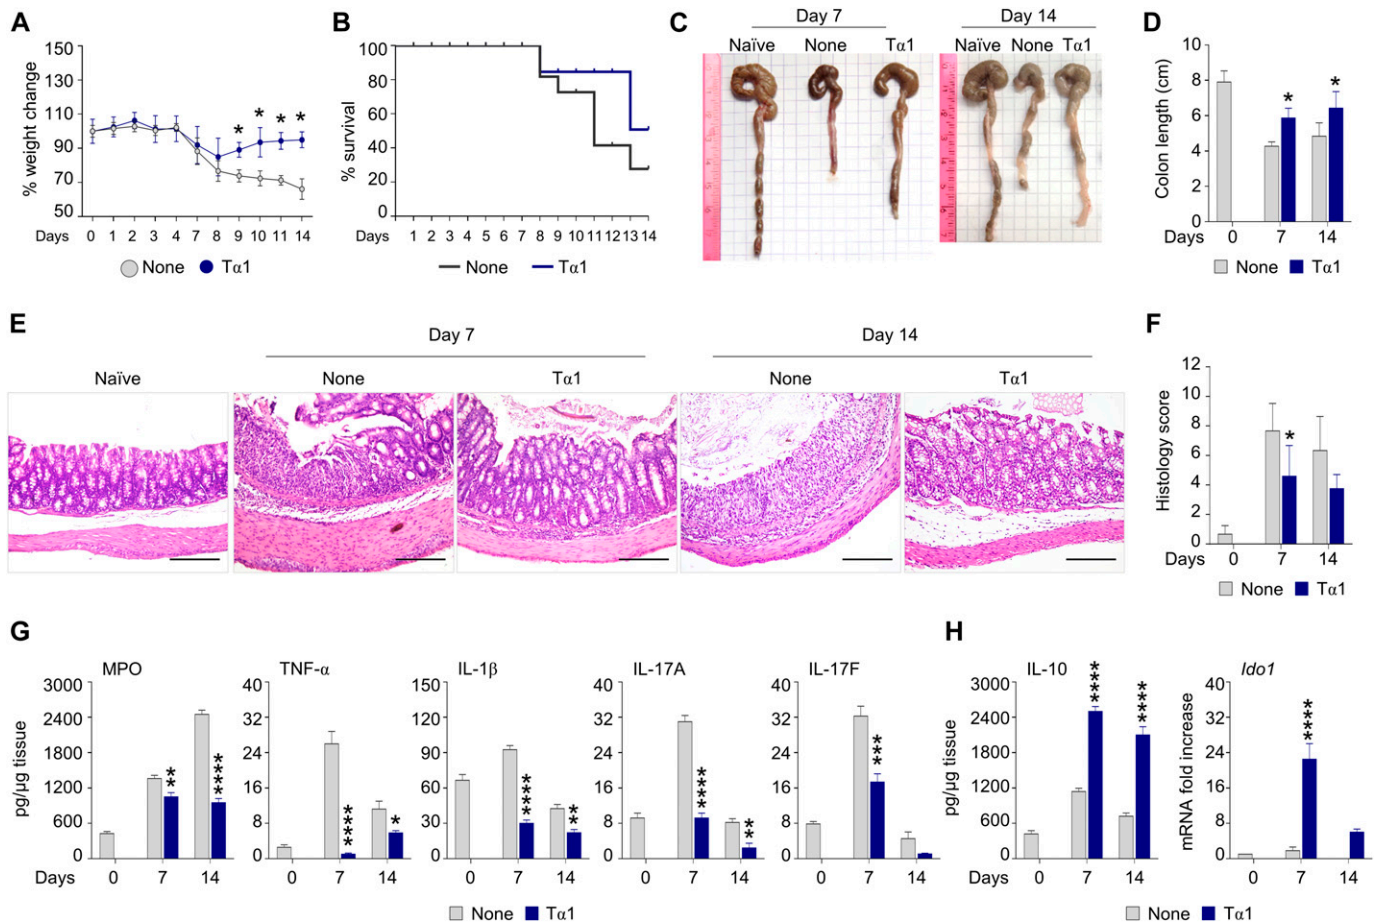 A
% weight change
150
130
110
90
70
50
Days 0 1 2 3 4 7 8 9 10 11 14
* * * *
None Tα1
B
% survival
100
80
60
40
20
0
Days 1 2 3 4 5 6 7 8 9 10 11 12 13 14
None Tα1
C
Day 7 Day 14
Naïve None Tα1 Naïve None Tα1
D
Colon length (cm)
8
6
4
2
0
* *
Days 0 7 14
None Tα1
E
Day 7 Day 14
Naïve None Tα1 None Tα1
F
Histology score
12
10
8
6
4
2
0
*
Days 0 7 14
None Tα1
G
MPO TNF-α IL-1β IL-17A IL-17F
pg/µg tissue
3000 40 150 40 40
2400 32 120 32 32
1800 24 90 24 24
1200 16 60 16 16
600 8 30 8 8
0 0 0 0 0
** **** **** * **** ** **** ** ***
Days 0 7 14 0 7 14 0 7 14 0 7 14 0 7 14
None Tα1
H
IL-10 Ido1
pg/µg tissue
3000
2400
1800
1200
600
0
**** ****
mRNA fold increase
40
32
24
16
8
0
****
Days 0 7 14 0 7 14
None Tα1